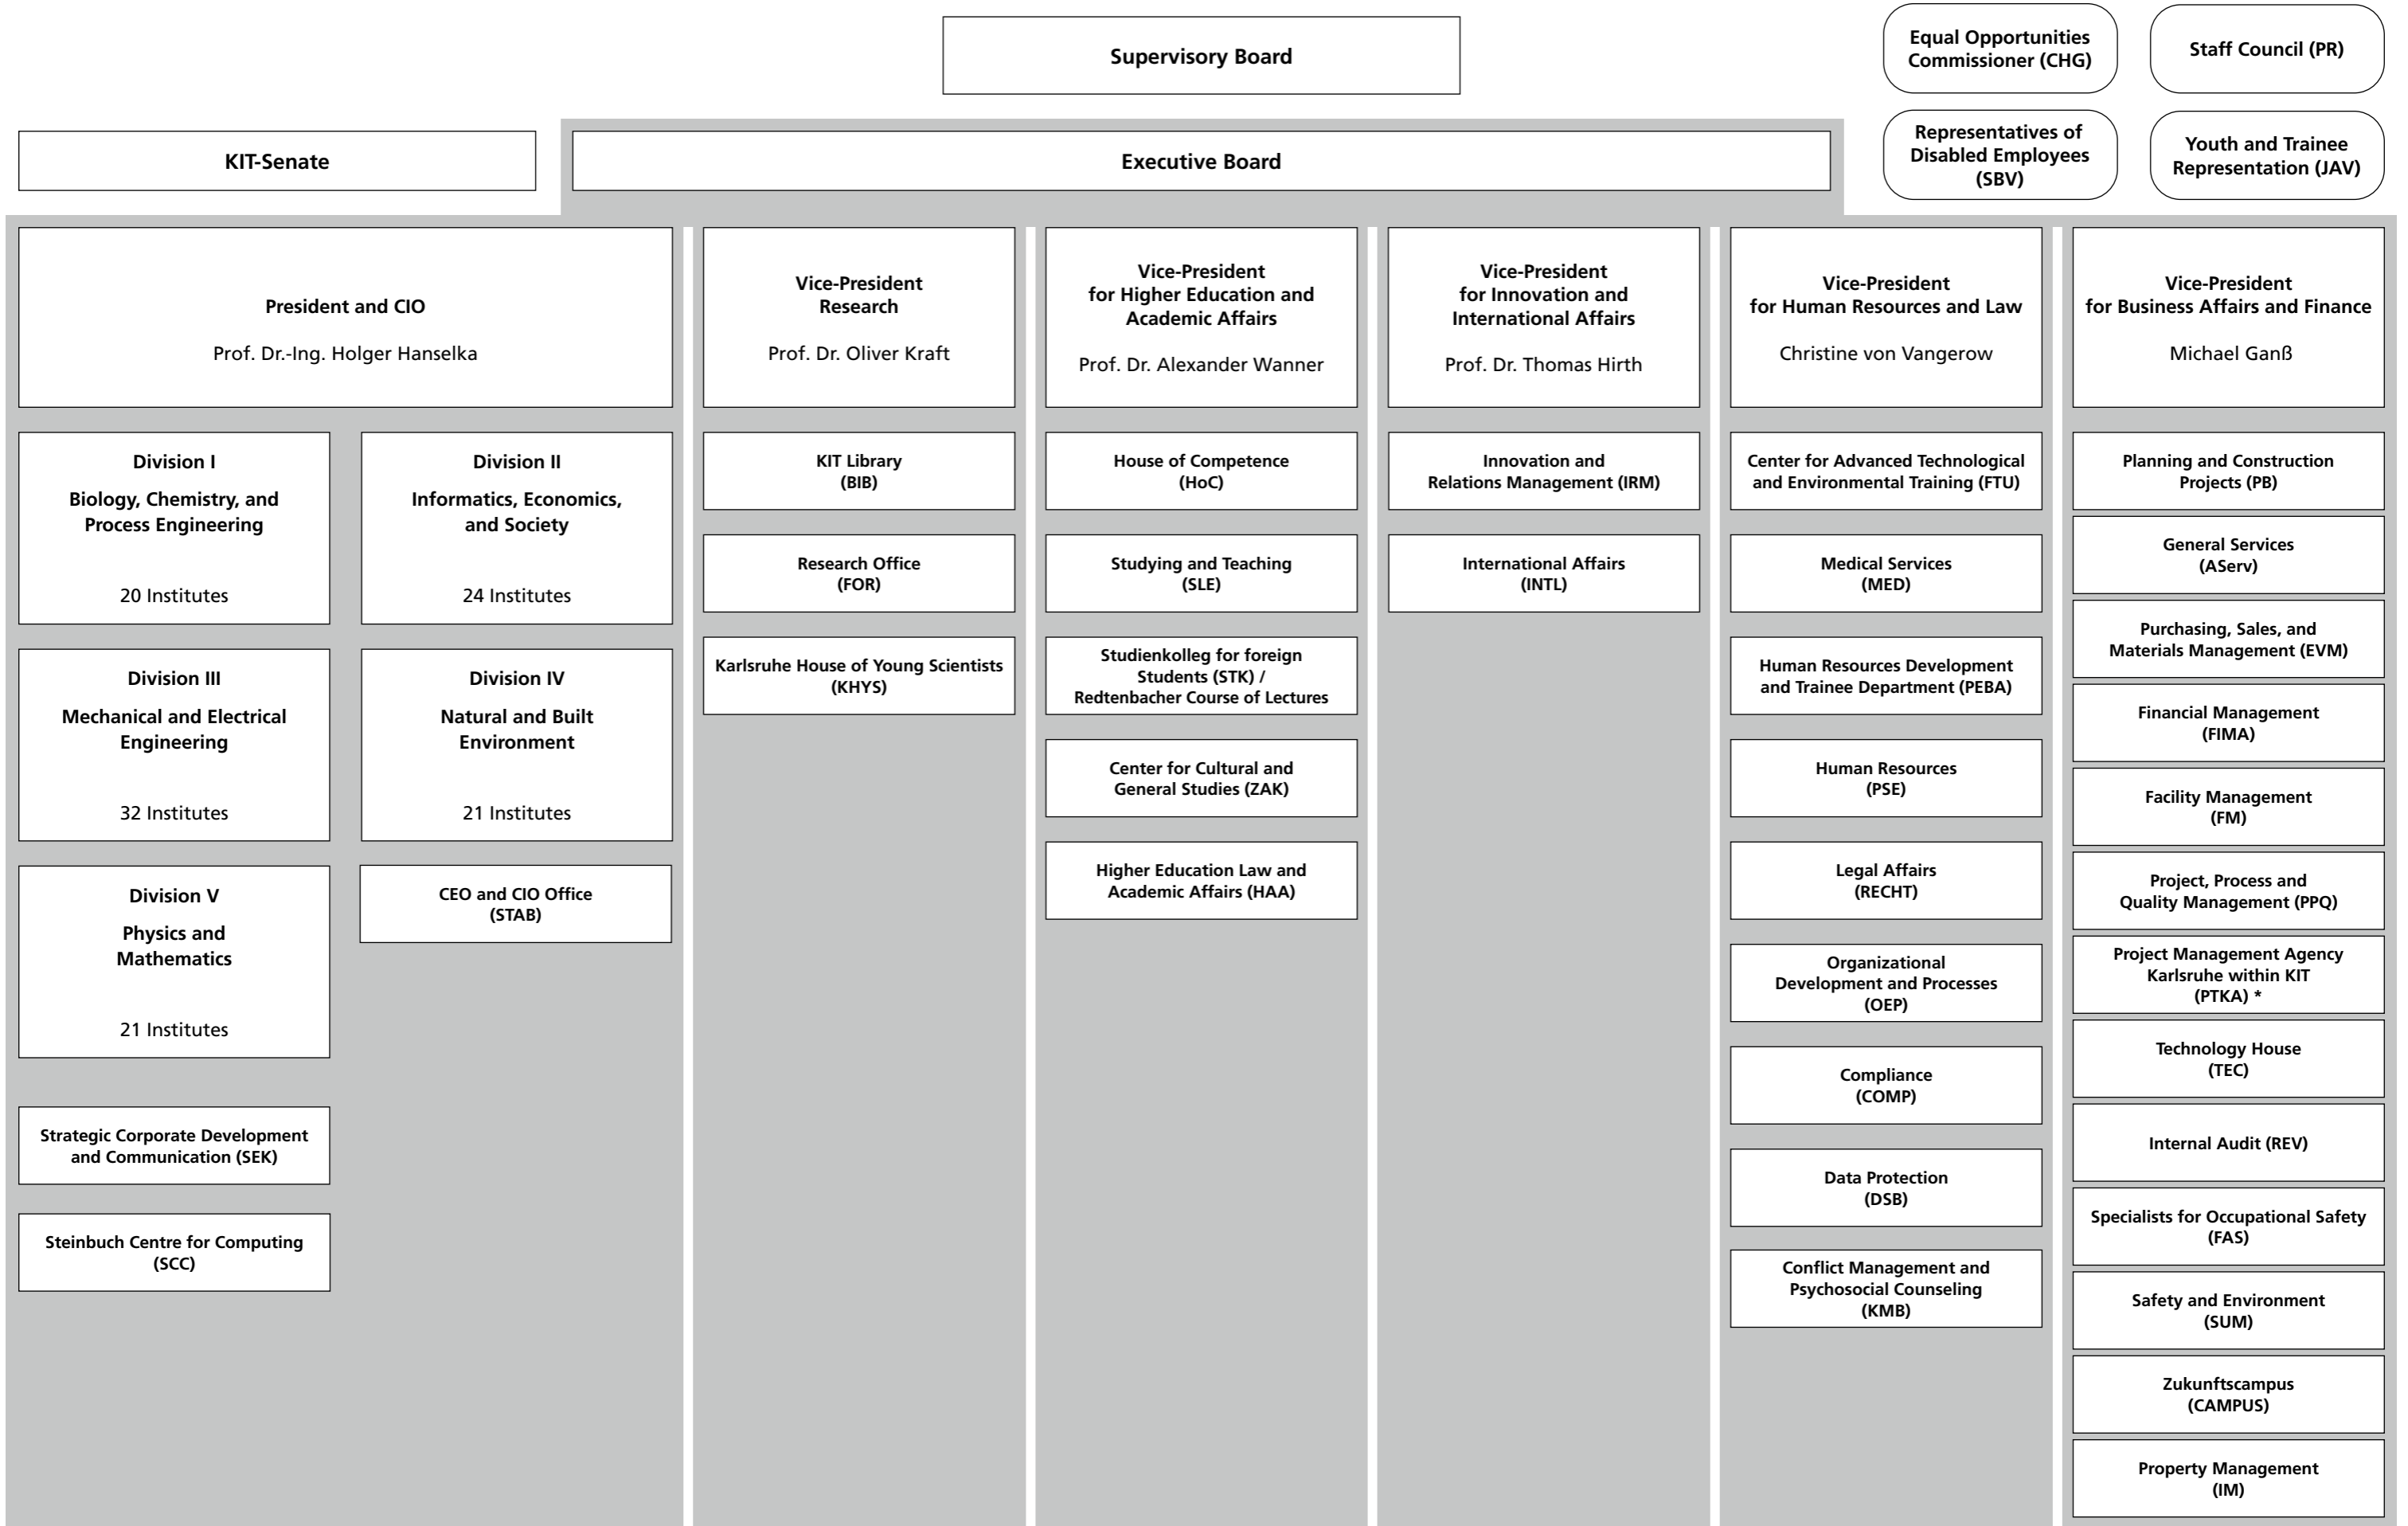 Supervisory Board
Equal Opportunities
Commissioner (CHG)
Staff Council (PR)
KIT-Senate
Executive Board
Representatives of
Disabled Employees
(SBV)
Youth and Trainee
Representation (JAV)
President and CIO
Prof. Dr.-Ing. Holger Hanselka
Division I
Biology, Chemistry, and
Process Engineering
20 Institutes
Division II
Informatics, Economics,
and Society
24 Institutes
Division III
Mechanical and Electrical
Engineering
32 Institutes
Division IV
Natural and Built
Environment
21 Institutes
Division V
Physics and
Mathematics
21 Institutes
CEO and CIO Office
(STAB)
Strategic Corporate Development
and Communication (SEK)
Steinbuch Centre for Computing
(SCC)
Vice-President
Research
Prof. Dr. Oliver Kraft
KIT Library
(BIB)
Research Office
(FOR)
Karlsruhe House of Young Scientists
(KHYS)
Vice-President
for Higher Education and
Academic Affairs
Prof. Dr. Alexander Wanner
House of Competence
(HoC)
Studying and Teaching
(SLE)
Studienkolleg for foreign
Students (STK) /
Redtenbacher Course of Lectures
Center for Cultural and
General Studies (ZAK)
Higher Education Law and
Academic Affairs (HAA)
Vice-President
for Innovation and
International Affairs
Prof. Dr. Thomas Hirth
Innovation and
Relations Management (IRM)
International Affairs
(INTL)
Vice-President
for Human Resources and Law
Christine von Vangerow
Center for Advanced Technological
and Environmental Training (FTU)
Medical Services
(MED)
Human Resources Development
and Trainee Department (PEBA)
Human Resources
(PSE)
Legal Affairs
(RECHT)
Organizational
Development and Processes
(OEP)
Compliance
(COMP)
Data Protection
(DSB)
Conflict Management and
Psychosocial Counseling
(KMB)
Vice-President
for Business Affairs and Finance
Michael Ganß
Planning and Construction
Projects (PB)
General Services
(AServ)
Purchasing, Sales, and
Materials Management (EVM)
Financial Management
(FIMA)
Facility Management
(FM)
Project, Process and
Quality Management (PPQ)
Project Management Agency
Karlsruhe within KIT
(PTKA) *
Technology House
(TEC)
Internal Audit (REV)
Specialists for Occupational Safety
(FAS)
Safety and Environment
(SUM)
Zukunftscampus
(CAMPUS)
Property Management
(IM)